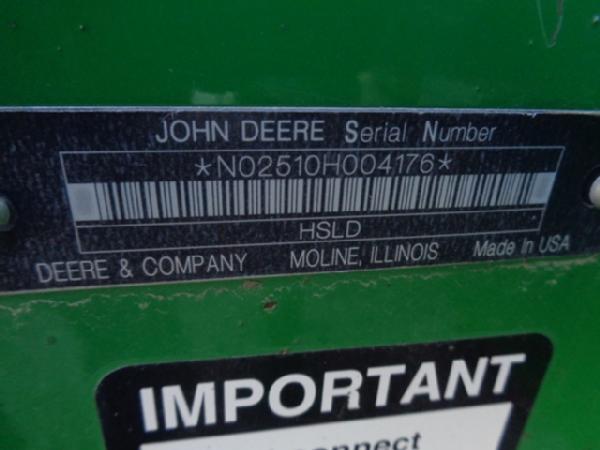 JOHN DEERE Serial Number
*N02510H004176*
HSLD
DEERE & COMPANY MOLINE, ILLINOIS Made in USA
IMPORTANT